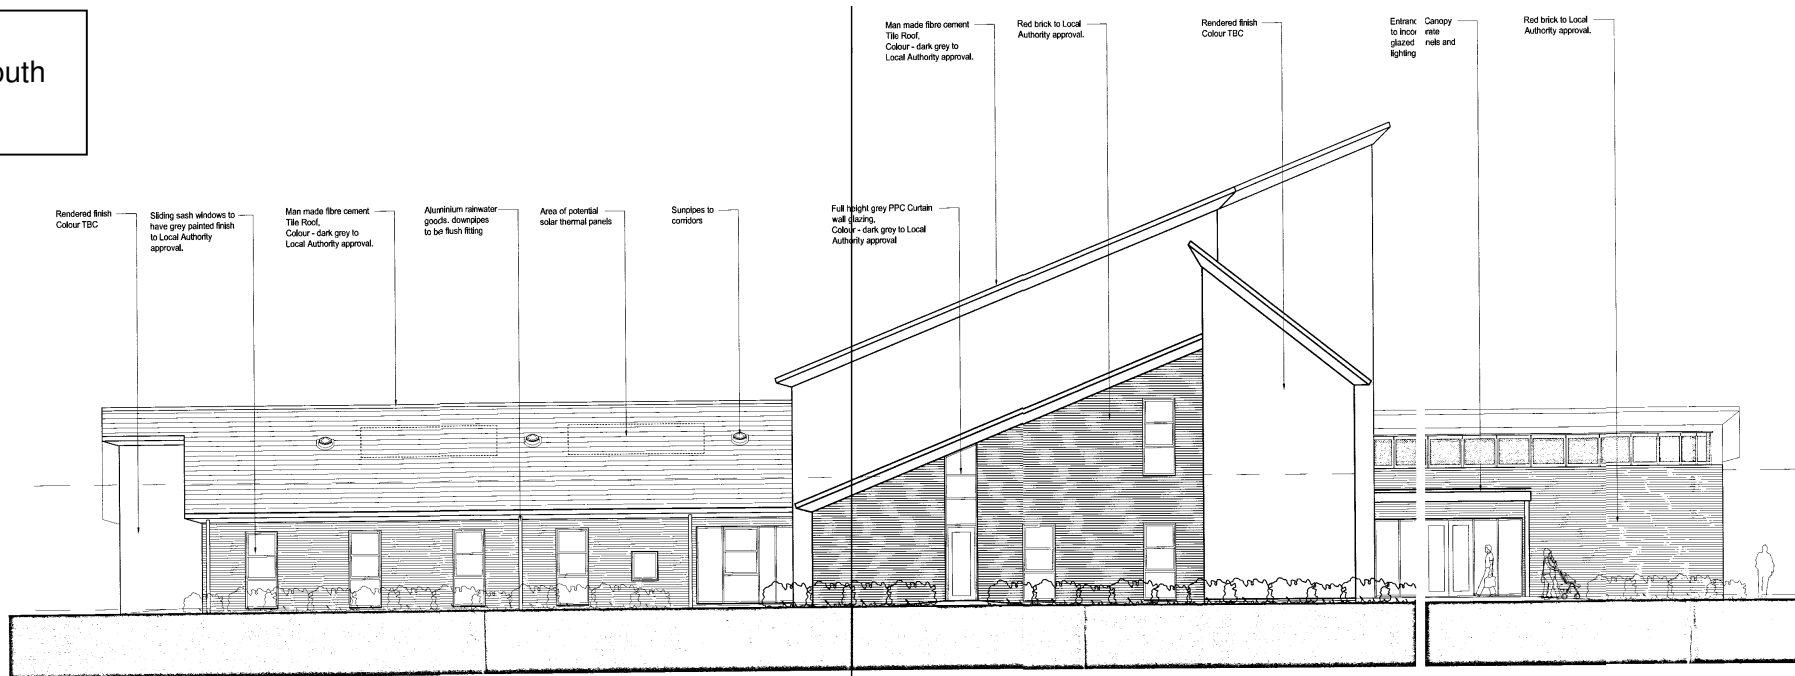 outh
Man made fibre cement
Tile Roof,
Colour - dark grey to
Local Authority approval.
Red brick to Local
Authority approval.
Rendered finish
Colour TBC
Canopy
to
glazed
and
lighting
Red brick to Local
Authority approval.
Rendered finish
Colour TBC
Sliding sash windows to
have grey painted finish
to Local Authority
approval.
Man made fibre cement
Tile Roof,
Colour - dark grey to
Local Authority approval.
Aluminium rainwater
goods. downpipes
to be flush fitting
Area of potential
solar thermal panels
Sunpipes to
corridors
Full height grey PPC Curtain
wall glazing,
Colour - dark grey to Local
Authority approval